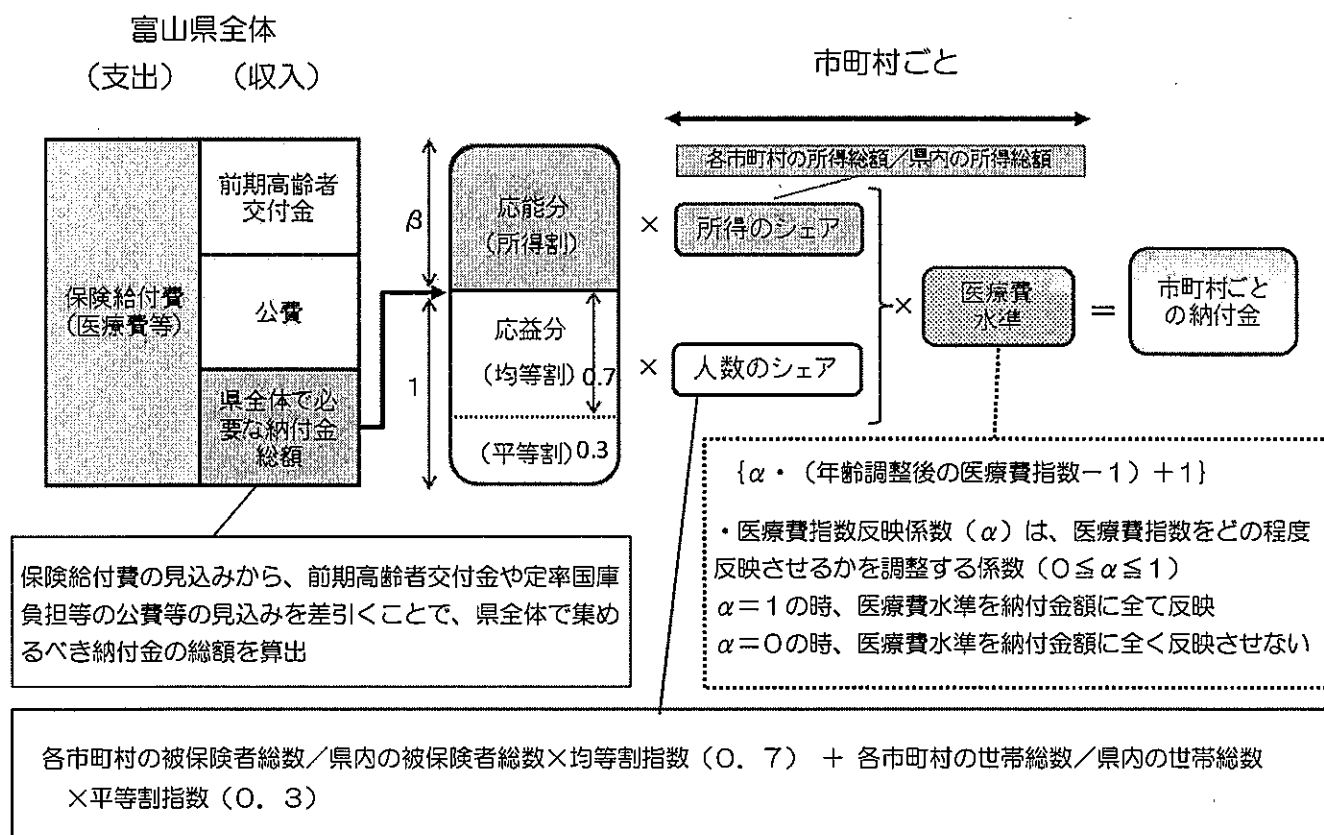 富山県全体
（支出）　（収入）
市町村ごと
各市町村の所得総額／県内の所得総額
保険給付費
（医療費等）
前期高齢者
交付金
公費
県全体で必
要な納付金
総額
β
1
応能分
（所得割）
応益分
（均等割）0.7
（平等割）0.3
×
所得のシェア
×
人数のシェア
×
医療費
水準
＝
市町村ごと
の納付金
保険給付費の見込みから、前期高齢者交付金や定率国庫
負担等の公費等の見込みを差引くことで、県全体で集め
るべき納付金の総額を算出
｛α・（年齢調整後の医療費指数－１）＋１｝
・医療費指数反映係数（α）は、医療費指数をどの程度
反映させるかを調整する係数（０≦α≦１）
α＝１の時、医療費水準を納付金額に全て反映
α＝０の時、医療費水準を納付金額に全く反映させない
各市町村の被保険者総数／県内の被保険者総数×均等割指数（０．７）　＋　各市町村の世帯総数／県内の世帯総数
×平等割指数（０．３）